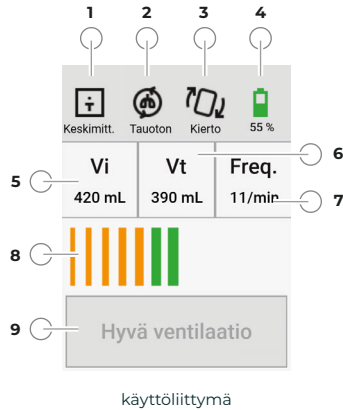 1 2 3 4
Keskimitt. Tauoton Kierto 55 %
6
Vi Vt Freq.
5
420 mL 390 mL 11/min
7
8
9
Hyvä ventilaatio
käyttöliittymä